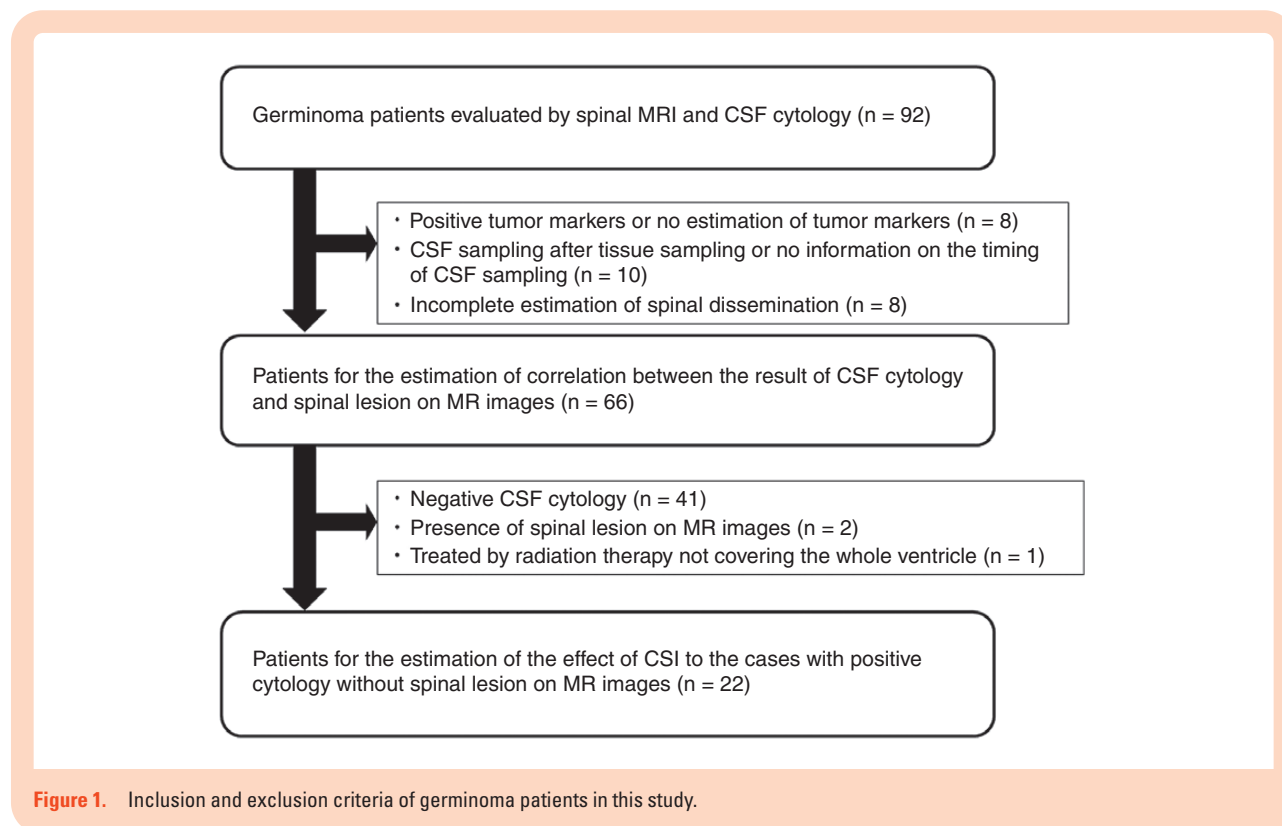 Germinoma patients evaluated by spinal MRI and CSF cytology (n = 92)
· Positive tumor markers or no estimation of tumor markers (n = 8)
· CSF sampling after tissue sampling or no information on the timing
of CSF sampling (n = 10)
· Incomplete estimation of spinal dissemination (n = 8)
Patients for the estimation of correlation between the result of CSF cytology
and spinal lesion on MR images (n = 66)
· Negative CSF cytology (n = 41)
· Presence of spinal lesion on MR images (n = 2)
· Treated by radiation therapy not covering the whole ventricle (n = 1)
Patients for the estimation of the effect of CSI to the cases with positive
cytology without spinal lesion on MR images (n = 22)
Figure 1. Inclusion and exclusion criteria of germinoma patients in this study.